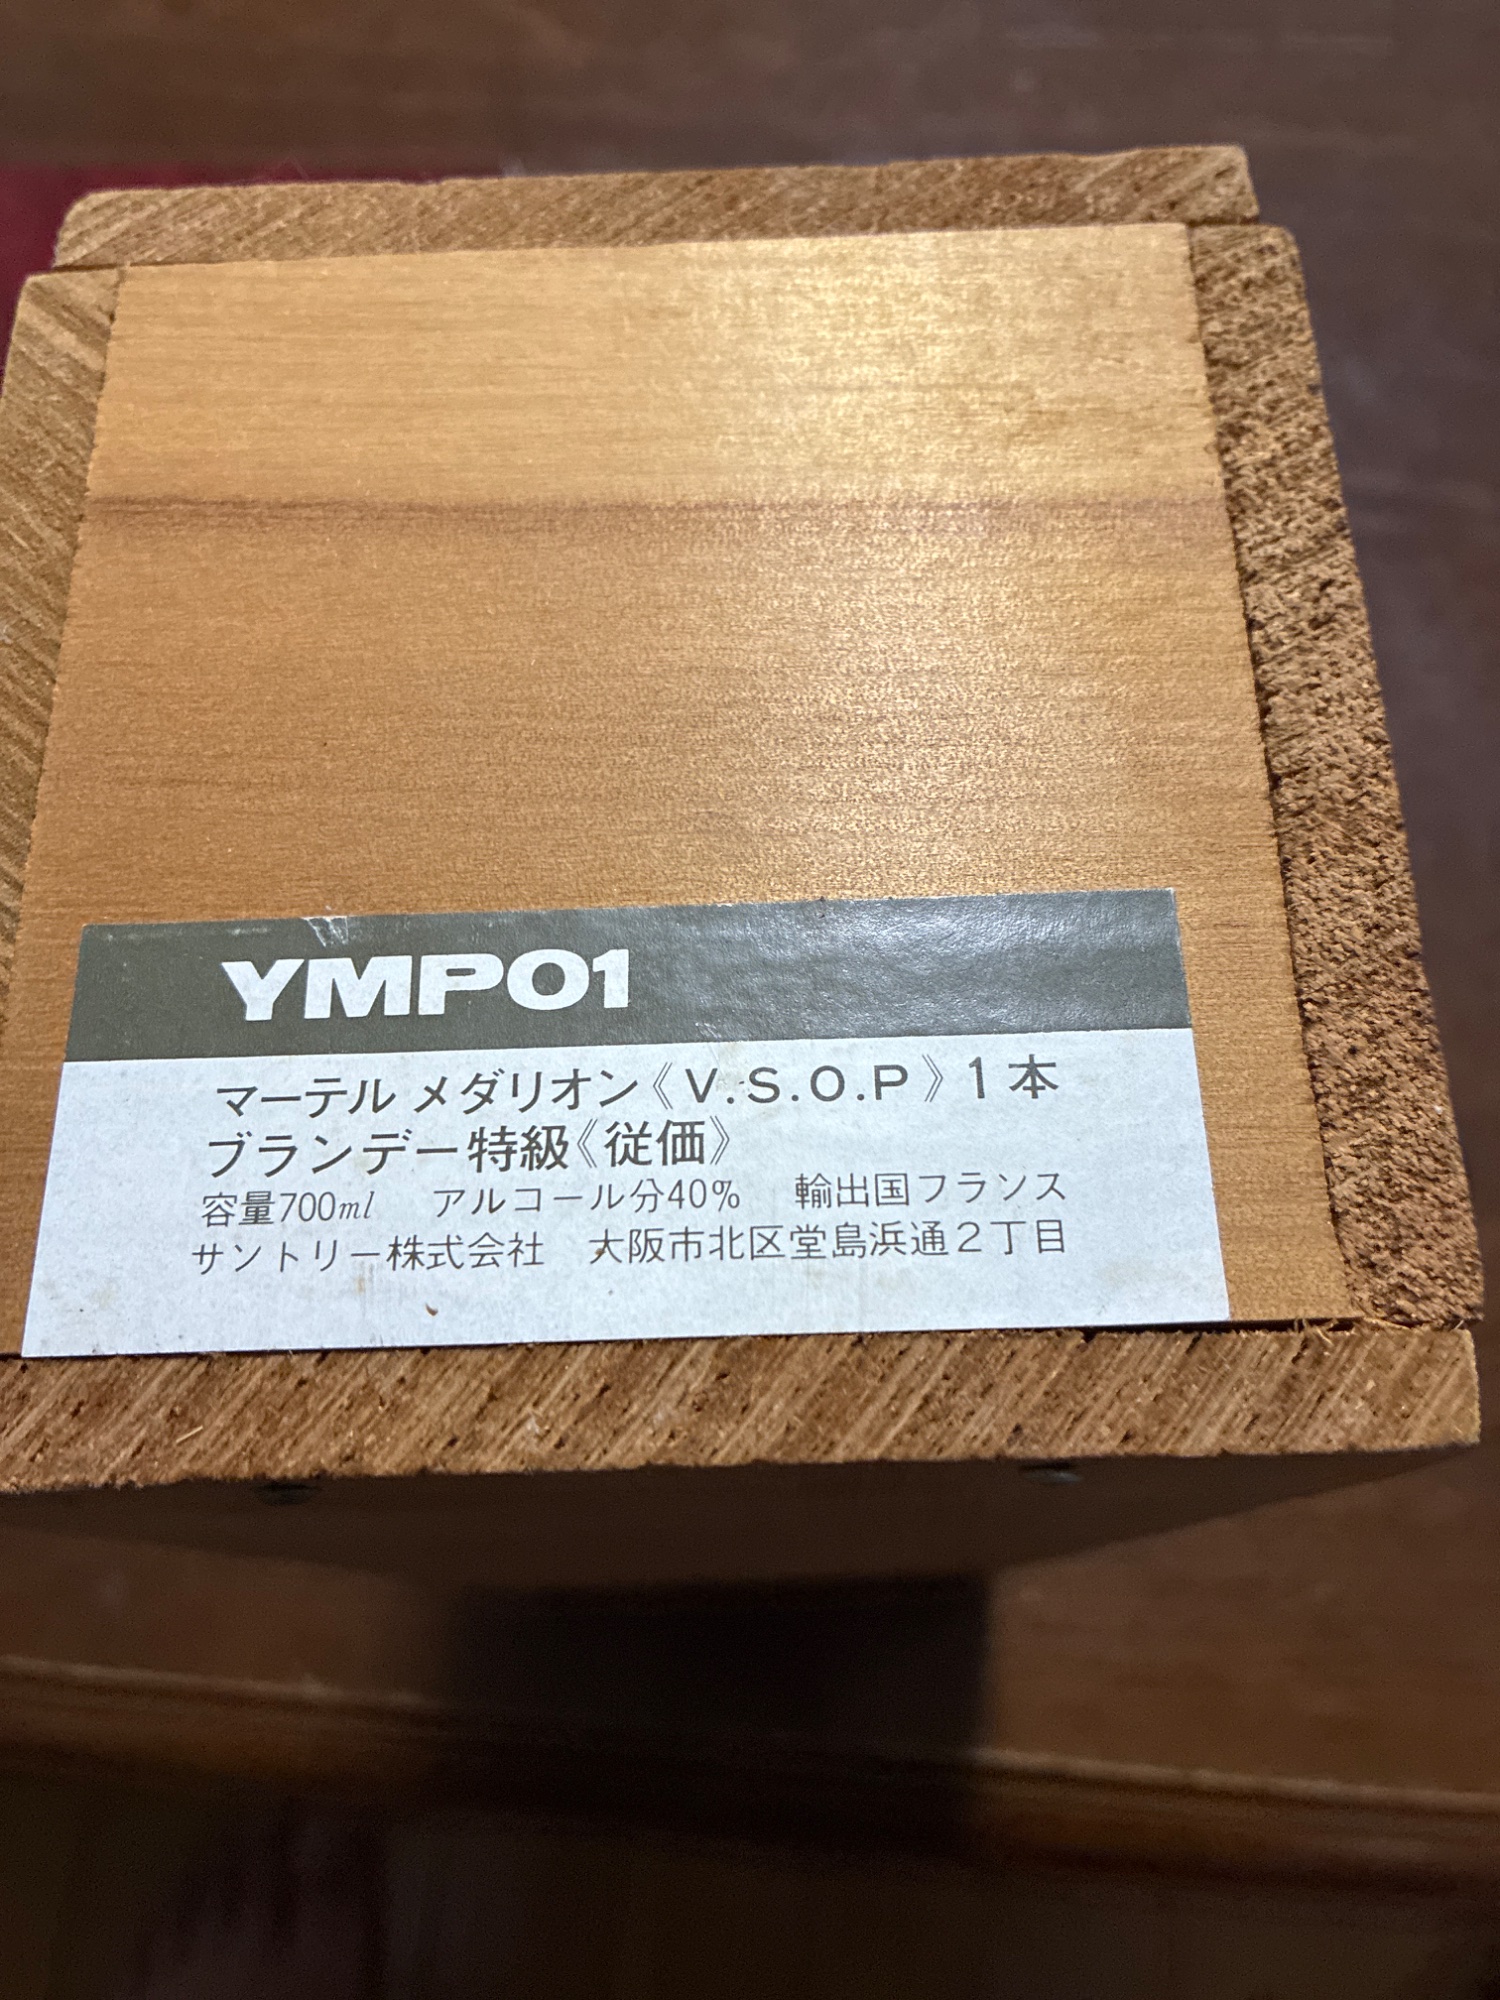 YMP01
マーテル メダリオン《V.S.O.P》1本
ブランデー特級《従価》
容量700ml アルコール分40% 輸出国フランス
サントリー株式会社 大阪市北区堂島浜通2丁目